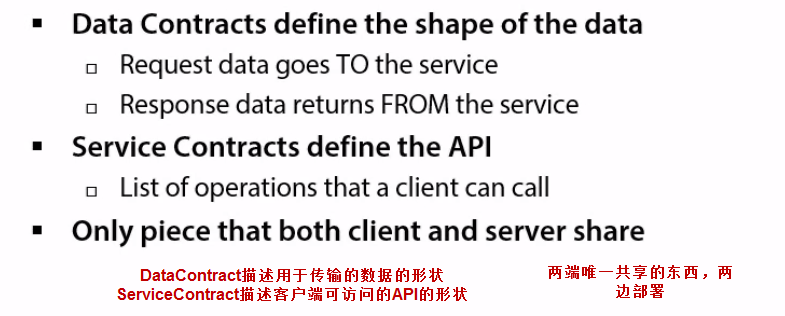 Data Contracts define the shape of the data
Request data goes TO the service
Response data returns FROM the service
Service Contracts define the API
List of operations that a client can call
Only piece that both client and server share
DataContract描述用于传输的数据的形状
ServiceContract描述客户端可访问的API的形状
两端唯一共享的东西，两
边部署